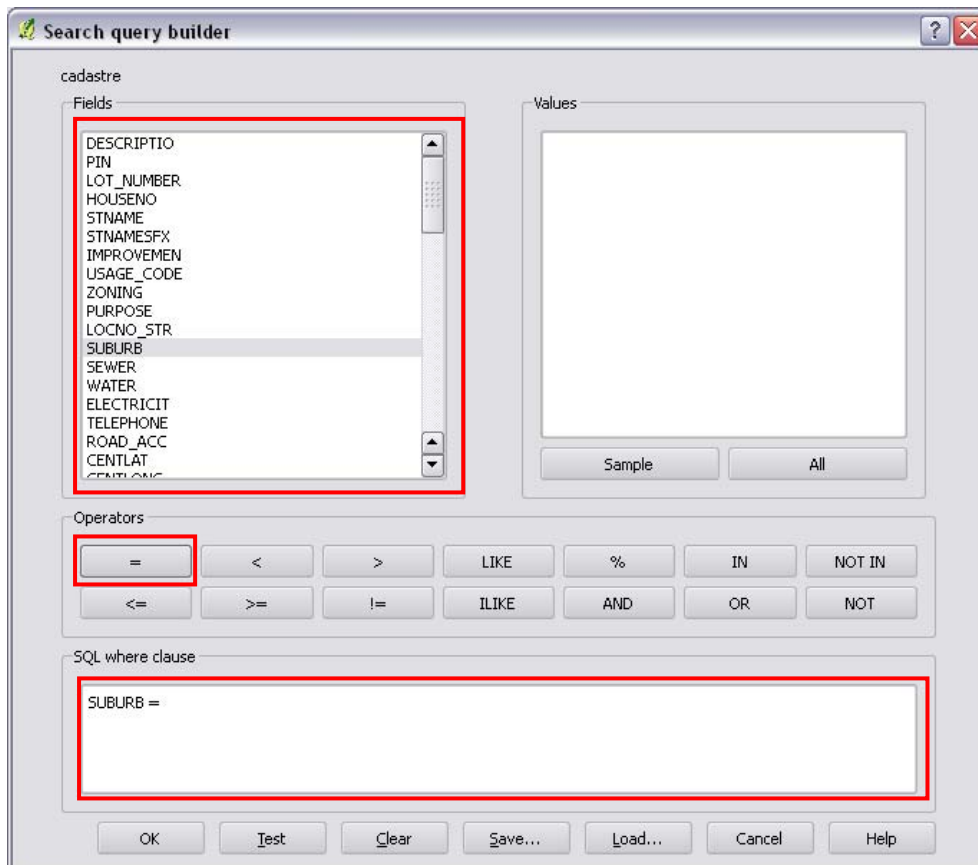 Search query builder
cadastre
Fields
DESCRIPTIO
PIN
LOT_NUMBER
HOUSENO
STNAME
STNAMESFX
IMPROVEMEN
USAGE_CODE
ZONING
PURPOSE
LOCNO_STR
SUBURB
SEWER
WATER
ELECTRICIT
TELEPHONE
ROAD_ACC
CENTLAT
CENTLONG
Values
Sample All
Operators
= < > LIKE % IN NOT IN
<= >= != ILIKE AND OR NOT
SQL where clause
SUBURB =
OK Test Clear Save... Load... Cancel Help